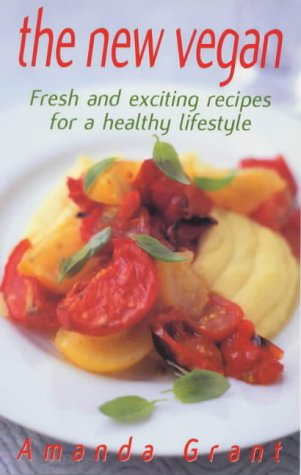 the new vegan
Fresh and exciting recipes
for a healthy lifestyle
Amanda Grant